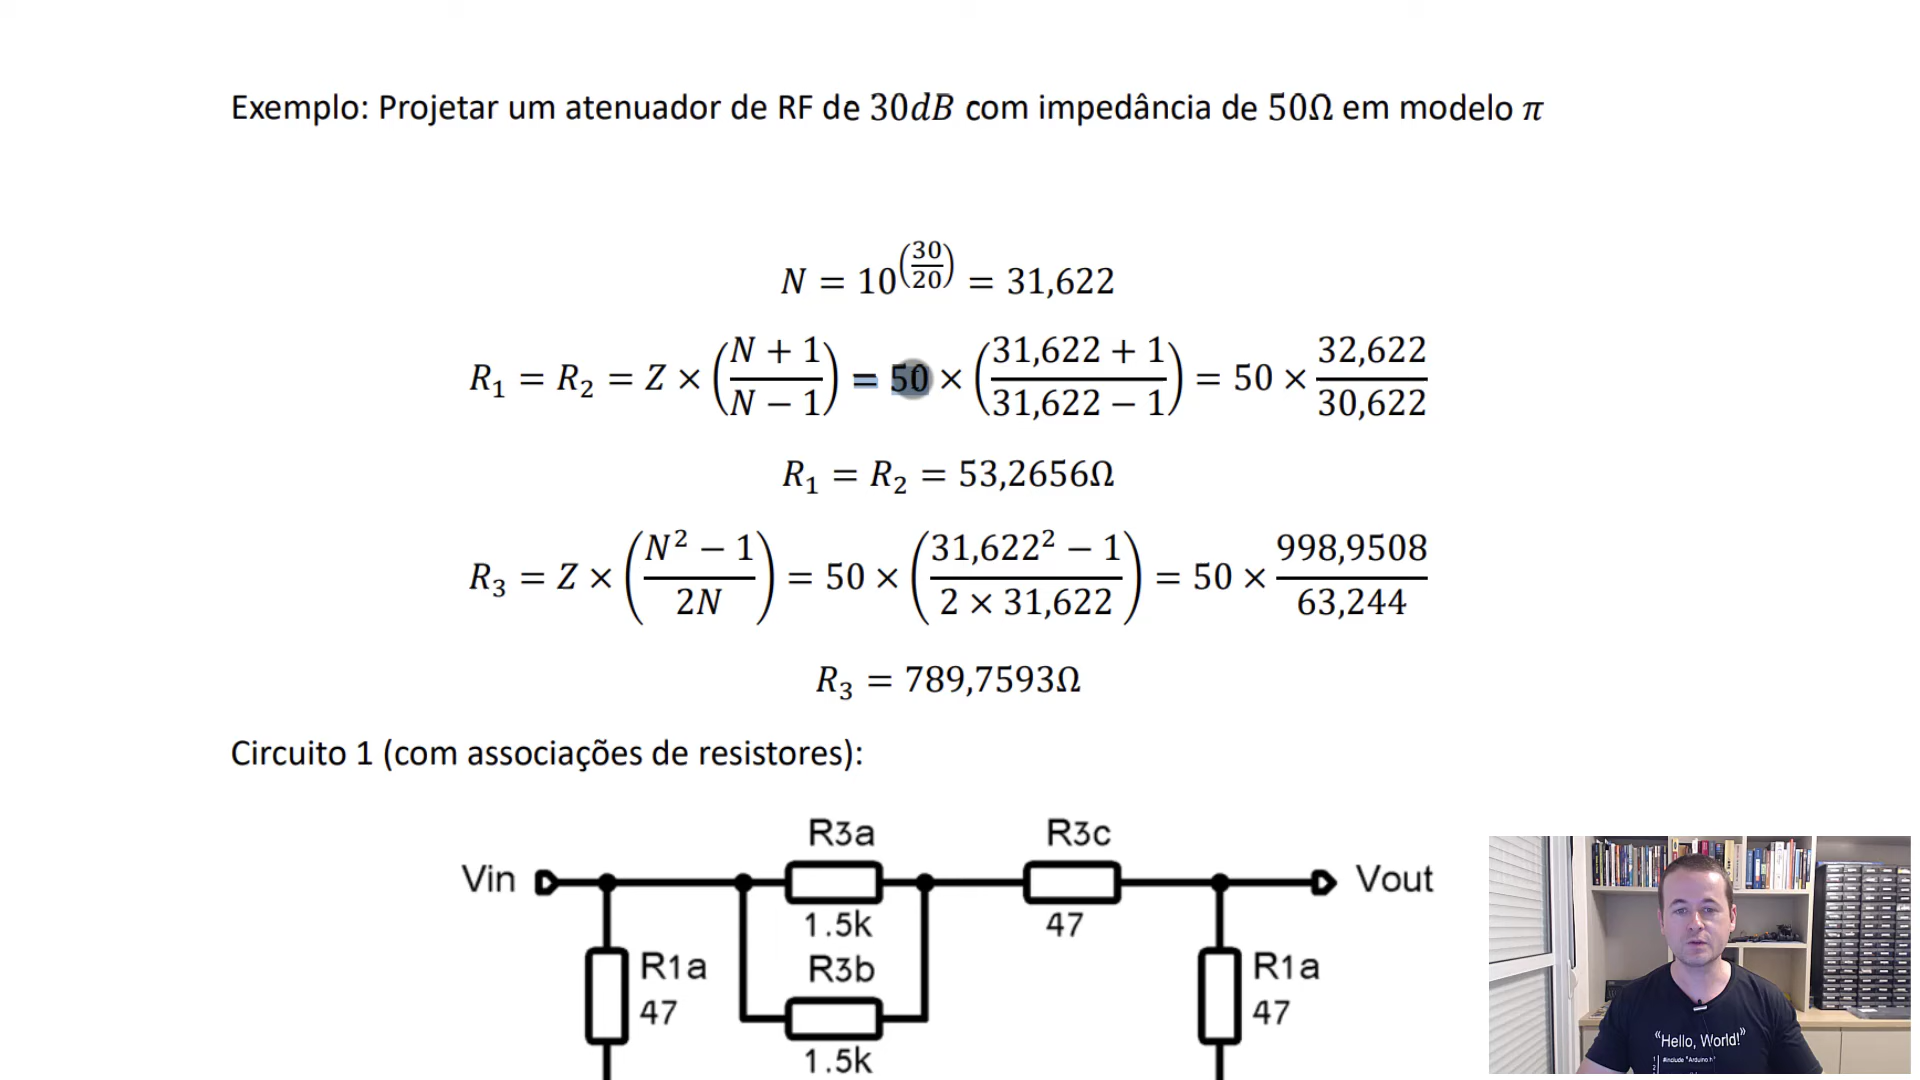 Exemplo: Projetar um atenuador de RF de 30dB com impedância de 50Ω em modelo π
N = 10^(30/20) = 31,622
R₁ = R₂ = Z × ((N + 1)/(N − 1)) = 50 × ((31,622 + 1)/(31,622 − 1)) = 50 × 32,622/30,622
R₁ = R₂ = 53,2656Ω
R₃ = Z × ((N² − 1)/(2N)) = 50 × ((31,622² − 1)/(2 × 31,622)) = 50 × 998,9508/63,244
R₃ = 789,7593Ω
Circuito 1 (com associações de resistores):
R3a
R3c
Vin
Vout
1.5k
47
R3b
R1a
R1a
47
47
1.5k
"Hello, World!"